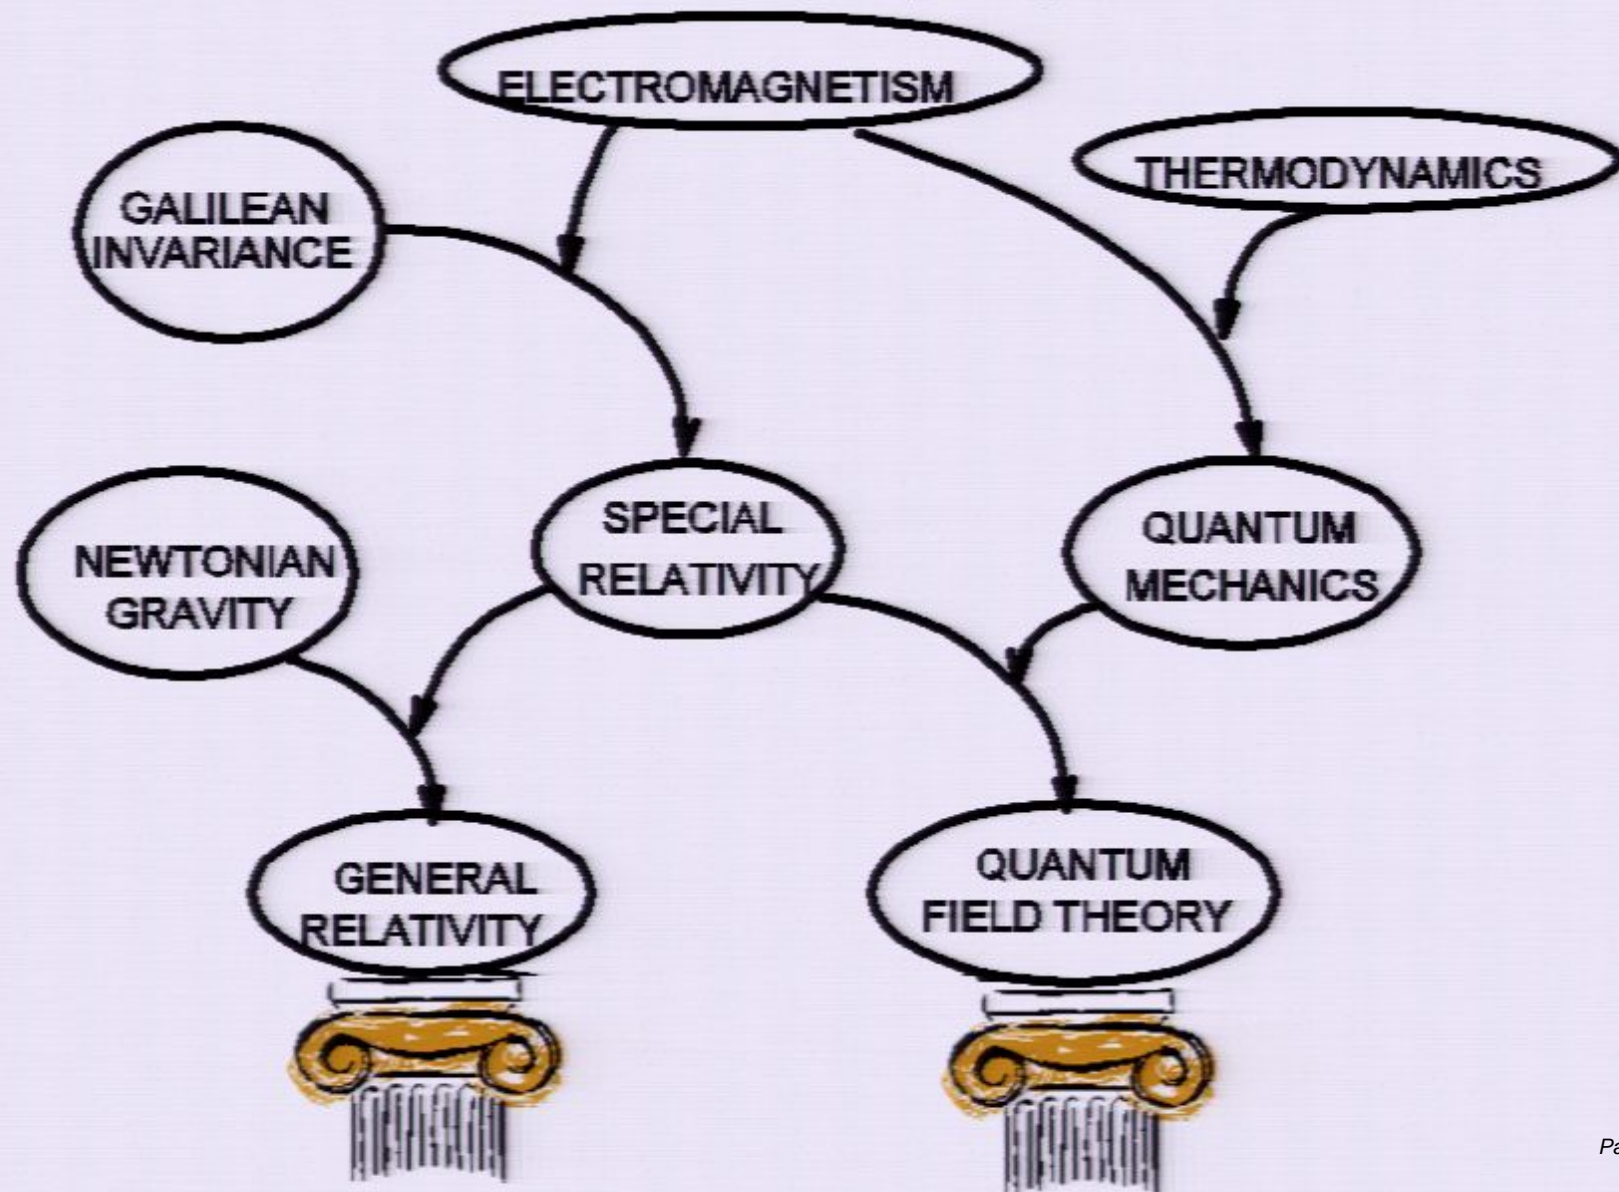 ELECTROMAGNETISM
THERMODYNAMICS
GALILEAN
INVARIANCE
SPECIAL
RELATIVITY
QUANTUM
MECHANICS
NEWTONIAN
GRAVITY
GENERAL
RELATIVITY
QUANTUM
FIELD THEORY